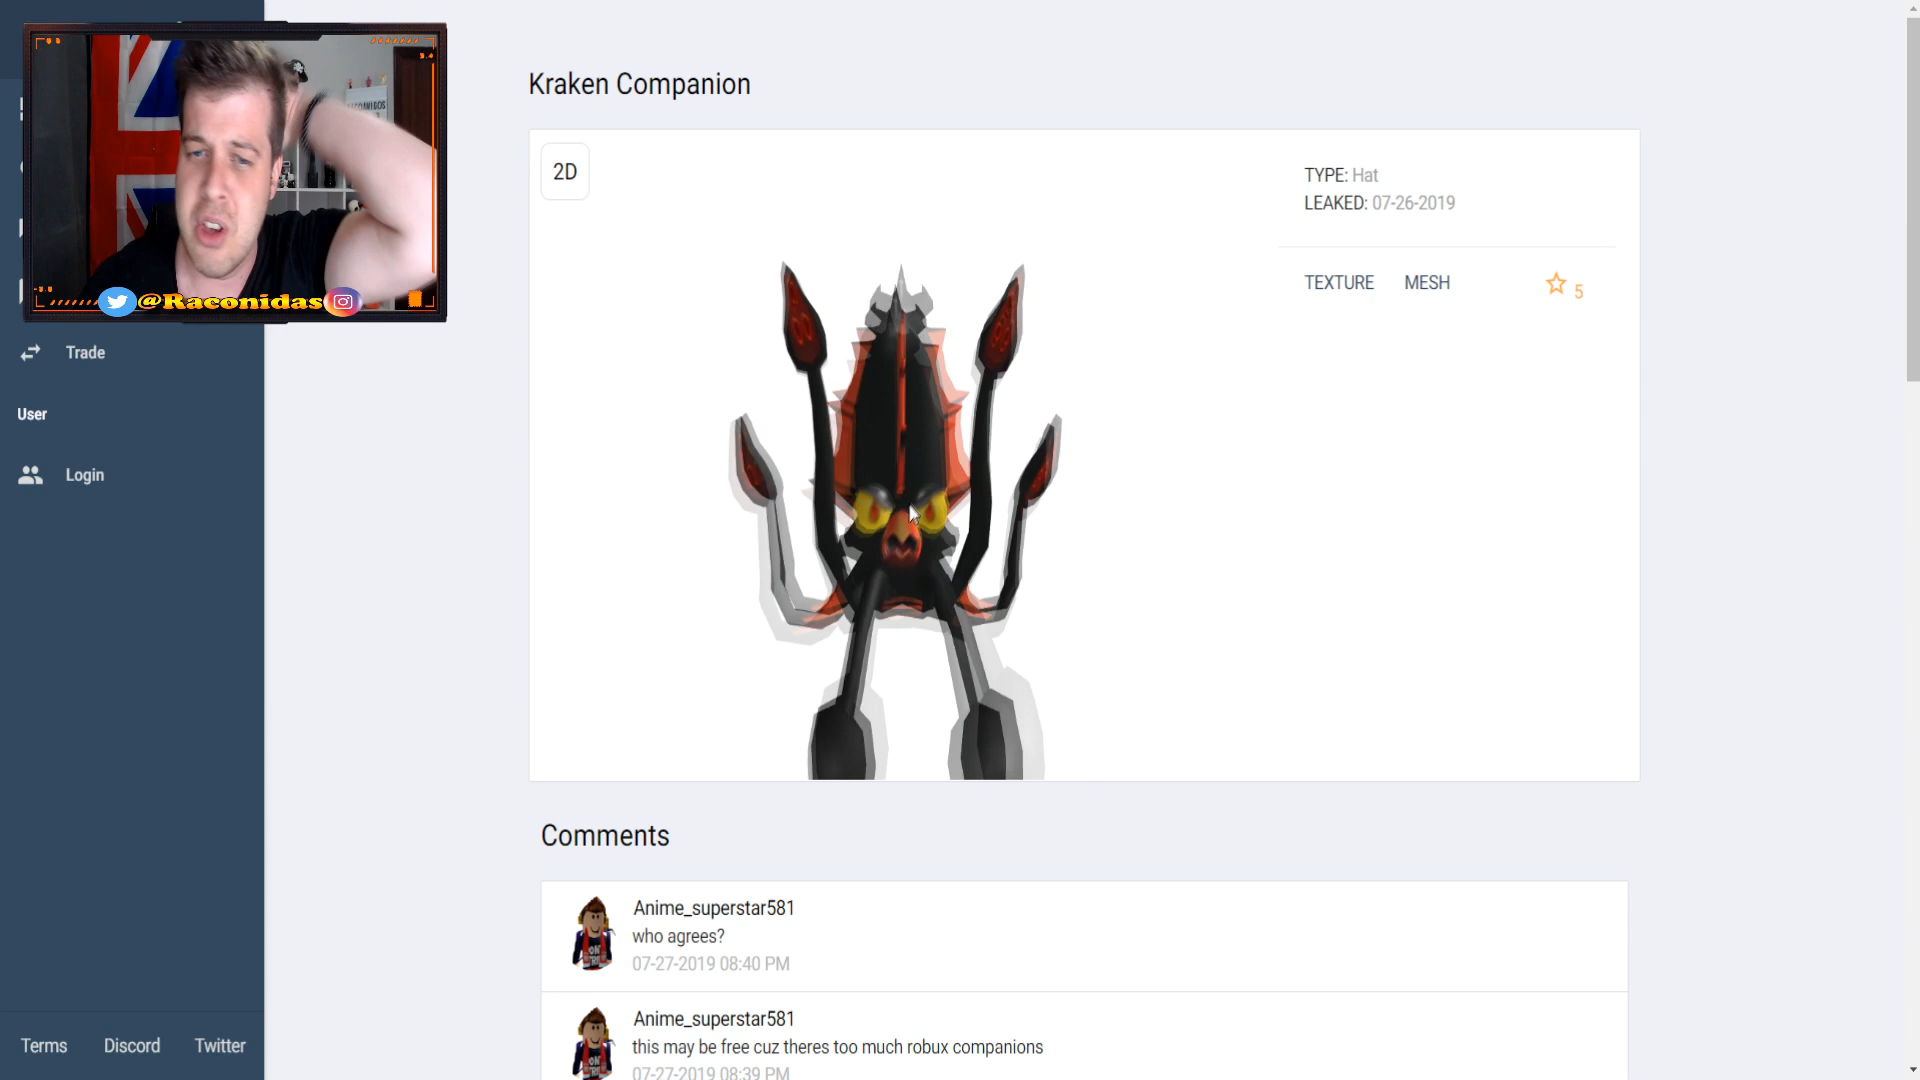 @Raconidas
Trade
User
Login
Terms
Discord
Twitter
Kraken Companion
2D
TYPE: Hat
LEAKED: 07-26-2019
TEXTURE
MESH
5
Comments
Anime_superstar581
who agrees?
07-27-2019 08:40 PM
Anime_superstar581
this may be free cuz theres too much robux companions
07-27-2019 08:39 PM